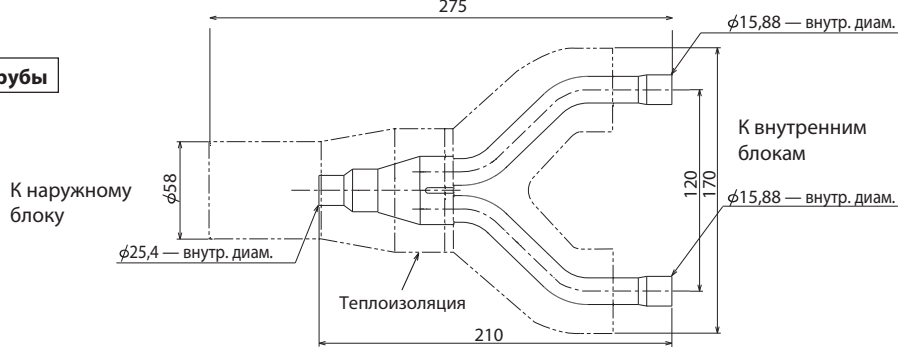 275
ϕ15,88 — внутр. диам.
К внутренним
блокам
К наружному
блоку
ϕ58
120
170
ϕ15,88 — внутр. диам.
ϕ25,4 — внутр. диам.
Теплоизоляция
210